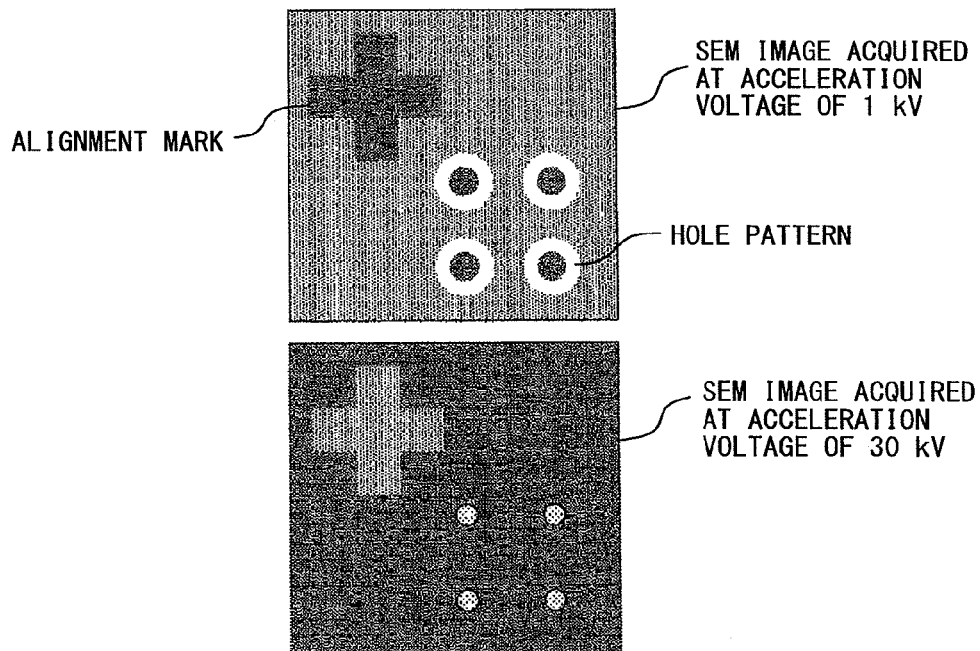 SEM IMAGE ACQUIRED
AT ACCELERATION
VOLTAGE OF 1 kV
ALIGNMENT MARK
HOLE PATTERN
SEM IMAGE ACQUIRED
AT ACCELERATION
VOLTAGE OF 30 kV